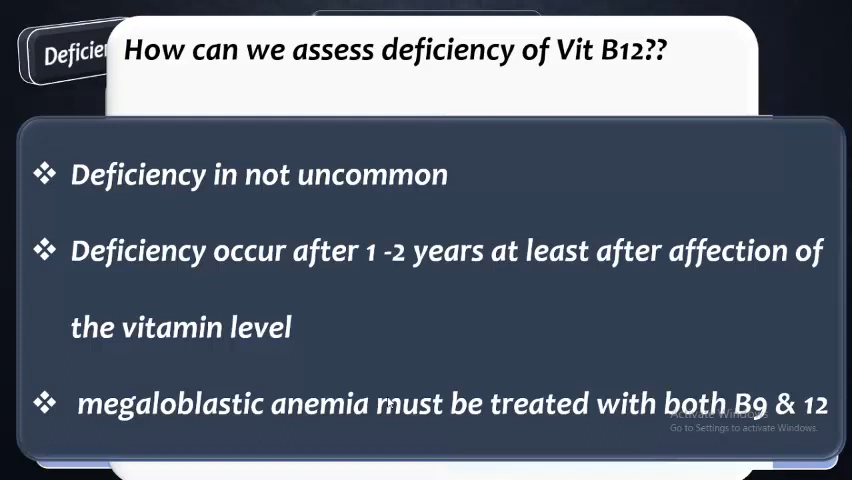 Deficien
How can we assess deficiency of Vit B12??
❖ Deficiency in not uncommon
❖ Deficiency occur after 1 -2 years at least after affection of
the vitamin level
❖ megaloblastic anemia must be treated with both B9 & 12
Activate Windows
Go to Settings to activate Windows.